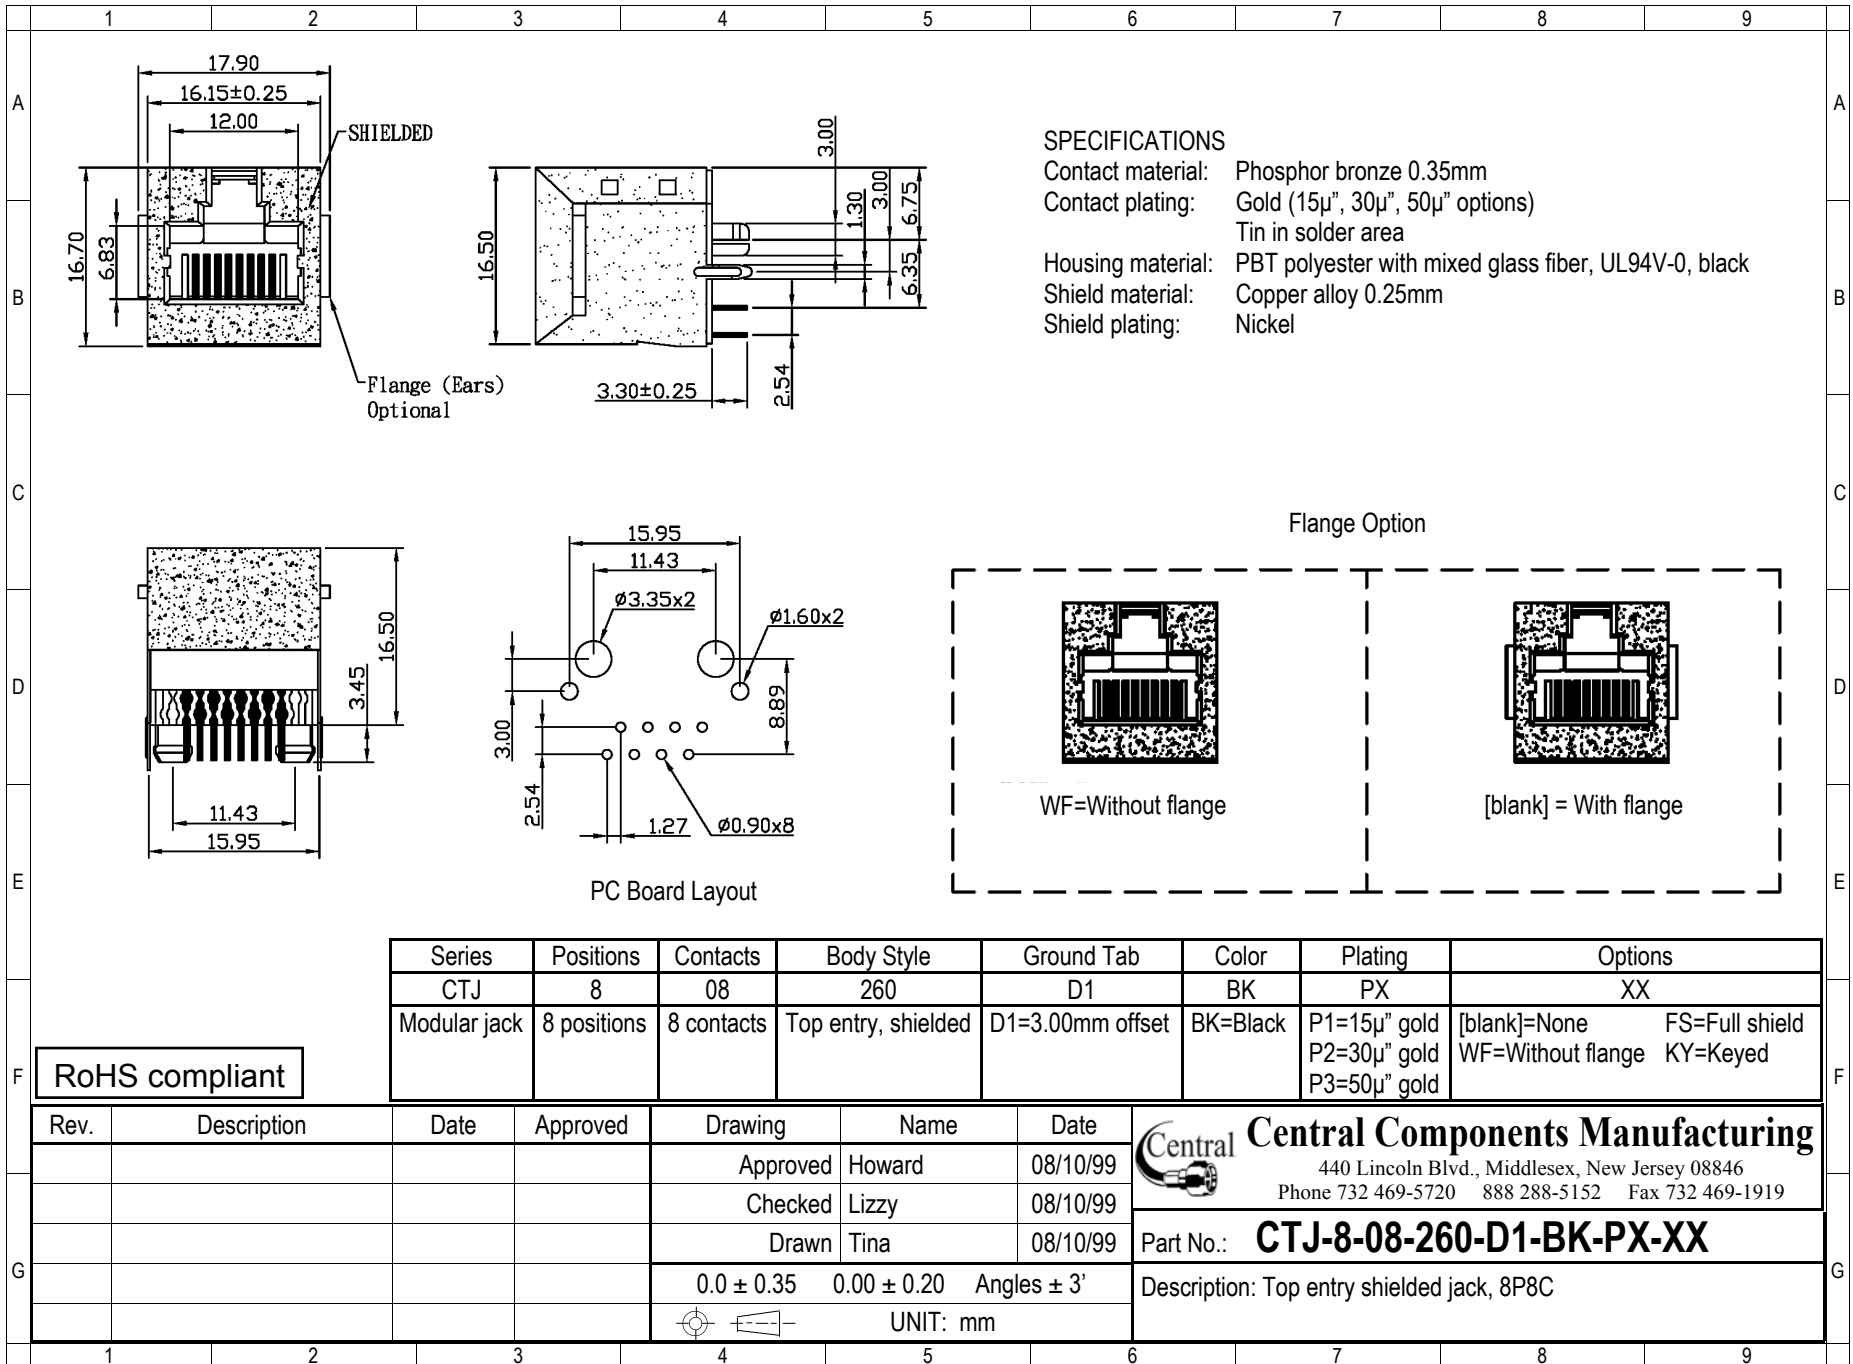 1 2 3 4 5 6 7 8 9
A A
B B
C C
D D
E E
F F
G G
17.90
16.15±0.25
12.00
SHIELDED
16.70
6.83
Flange (Ears)
Optional
16.50
3.00
1.30
3.00
6.75
6.35
3.30±0.25
2.54
SPECIFICATIONS
Contact material: Phosphor bronze 0.35mm
Contact plating: Gold (15µ”, 30µ”, 50µ” options)
Tin in solder area
Housing material: PBT polyester with mixed glass fiber, UL94V-0, black
Shield material: Copper alloy 0.25mm
Shield plating: Nickel
16.50
3.45
11.43
15.95
15.95
11.43
ø3.35x2
ø1.60x2
8.89
3.00
2.54
1.27
ø0.90x8
PC Board Layout
Flange Option
WF=Without flange
[blank] = With flange
Series Positions Contacts Body Style Ground Tab Color Plating Options
CTJ 8 08 260 D1 BK PX XX
Modular jack 8 positions 8 contacts Top entry, shielded D1=3.00mm offset BK=Black P1=15µ” gold [blank]=None FS=Full shield
P2=30µ” gold WF=Without flange KY=Keyed
P3=50µ” gold
RoHS compliant
Rev. Description Date Approved
Drawing Name Date
Approved Howard 08/10/99
Checked Lizzy 08/10/99
Drawn Tina 08/10/99
0.0 ± 0.35 0.00 ± 0.20 Angles ± 3’
UNIT: mm
Central
Central Components Manufacturing
440 Lincoln Blvd., Middlesex, New Jersey 08846
Phone 732 469-5720 888 288-5152 Fax 732 469-1919
Part No.: CTJ-8-08-260-D1-BK-PX-XX
Description: Top entry shielded jack, 8P8C
1 2 3 4 5 6 7 8 9